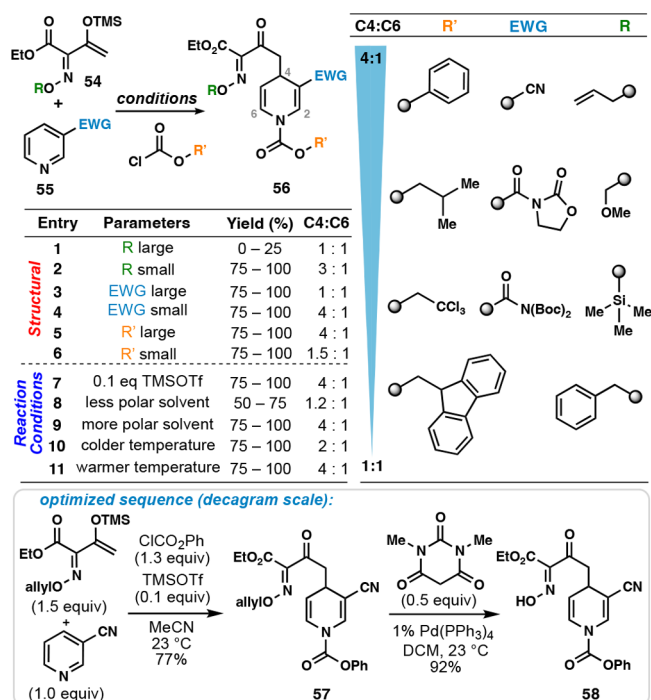 O OTMS
EtO
N
RO 54
+
EWG
N
55
conditions
O
Cl O R'
O
EtO₂C
N 4 EWG
RO
6 2
N
O O R'
56
C4:C6 R' EWG R
4:1
CN
O O
N O
Me
Me
OMe
CCl₃
O
N(Boc)₂
Si
Me Me
Me
1:1
Entry Parameters Yield (%) C4:C6
Structural
1 R large 0 – 25 1 : 1
2 R small 75 – 100 3 : 1
3 EWG large 75 – 100 1 : 1
4 EWG small 75 – 100 4 : 1
5 R' large 75 – 100 4 : 1
6 R' small 75 – 100 1.5 : 1
Reaction
Conditions
7 0.1 eq TMSOTf 75 – 100 4 : 1
8 less polar solvent 50 – 75 1.2 : 1
9 more polar solvent 75 – 100 4 : 1
10 colder temperature 75 – 100 2 : 1
11 warmer temperature 75 – 100 4 : 1
optimized sequence (decagram scale):
O OTMS
EtO
N
allylO
(1.5 equiv)
+
CN
N
(1.0 equiv)
ClCO₂Ph
(1.3 equiv)
TMSOTf
(0.1 equiv)
MeCN
23 °C
77%
O
EtO₂C
N CN
allylO
N
O OPh
57
O
Me N N Me
O O
(0.5 equiv)
1% Pd(PPh₃)₄
DCM, 23 °C
92%
O
EtO₂C
N CN
HO
N
O OPh
58